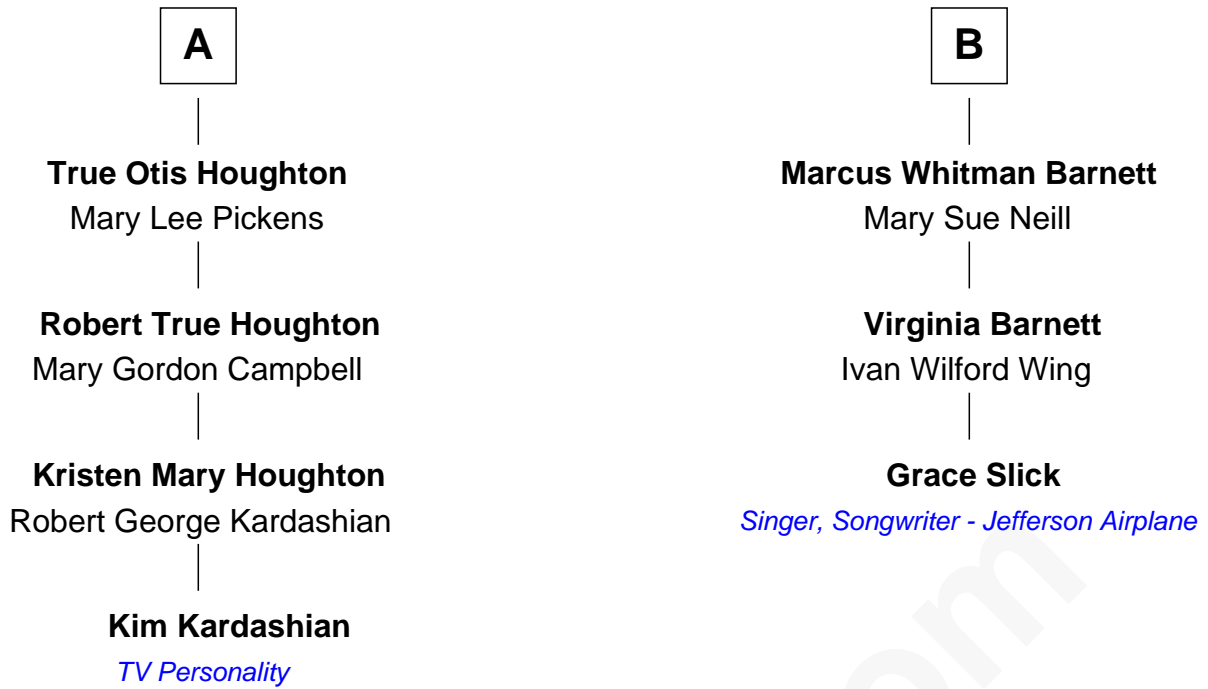 A
True Otis Houghton
Mary Lee Pickens
Robert True Houghton
Mary Gordon Campbell
Kristen Mary Houghton
Robert George Kardashian
Kim Kardashian
TV Personality
B
Marcus Whitman Barnett
Mary Sue Neill
Virginia Barnett
Ivan Wilford Wing
Grace Slick
Singer, Songwriter - Jefferson Airplane
om